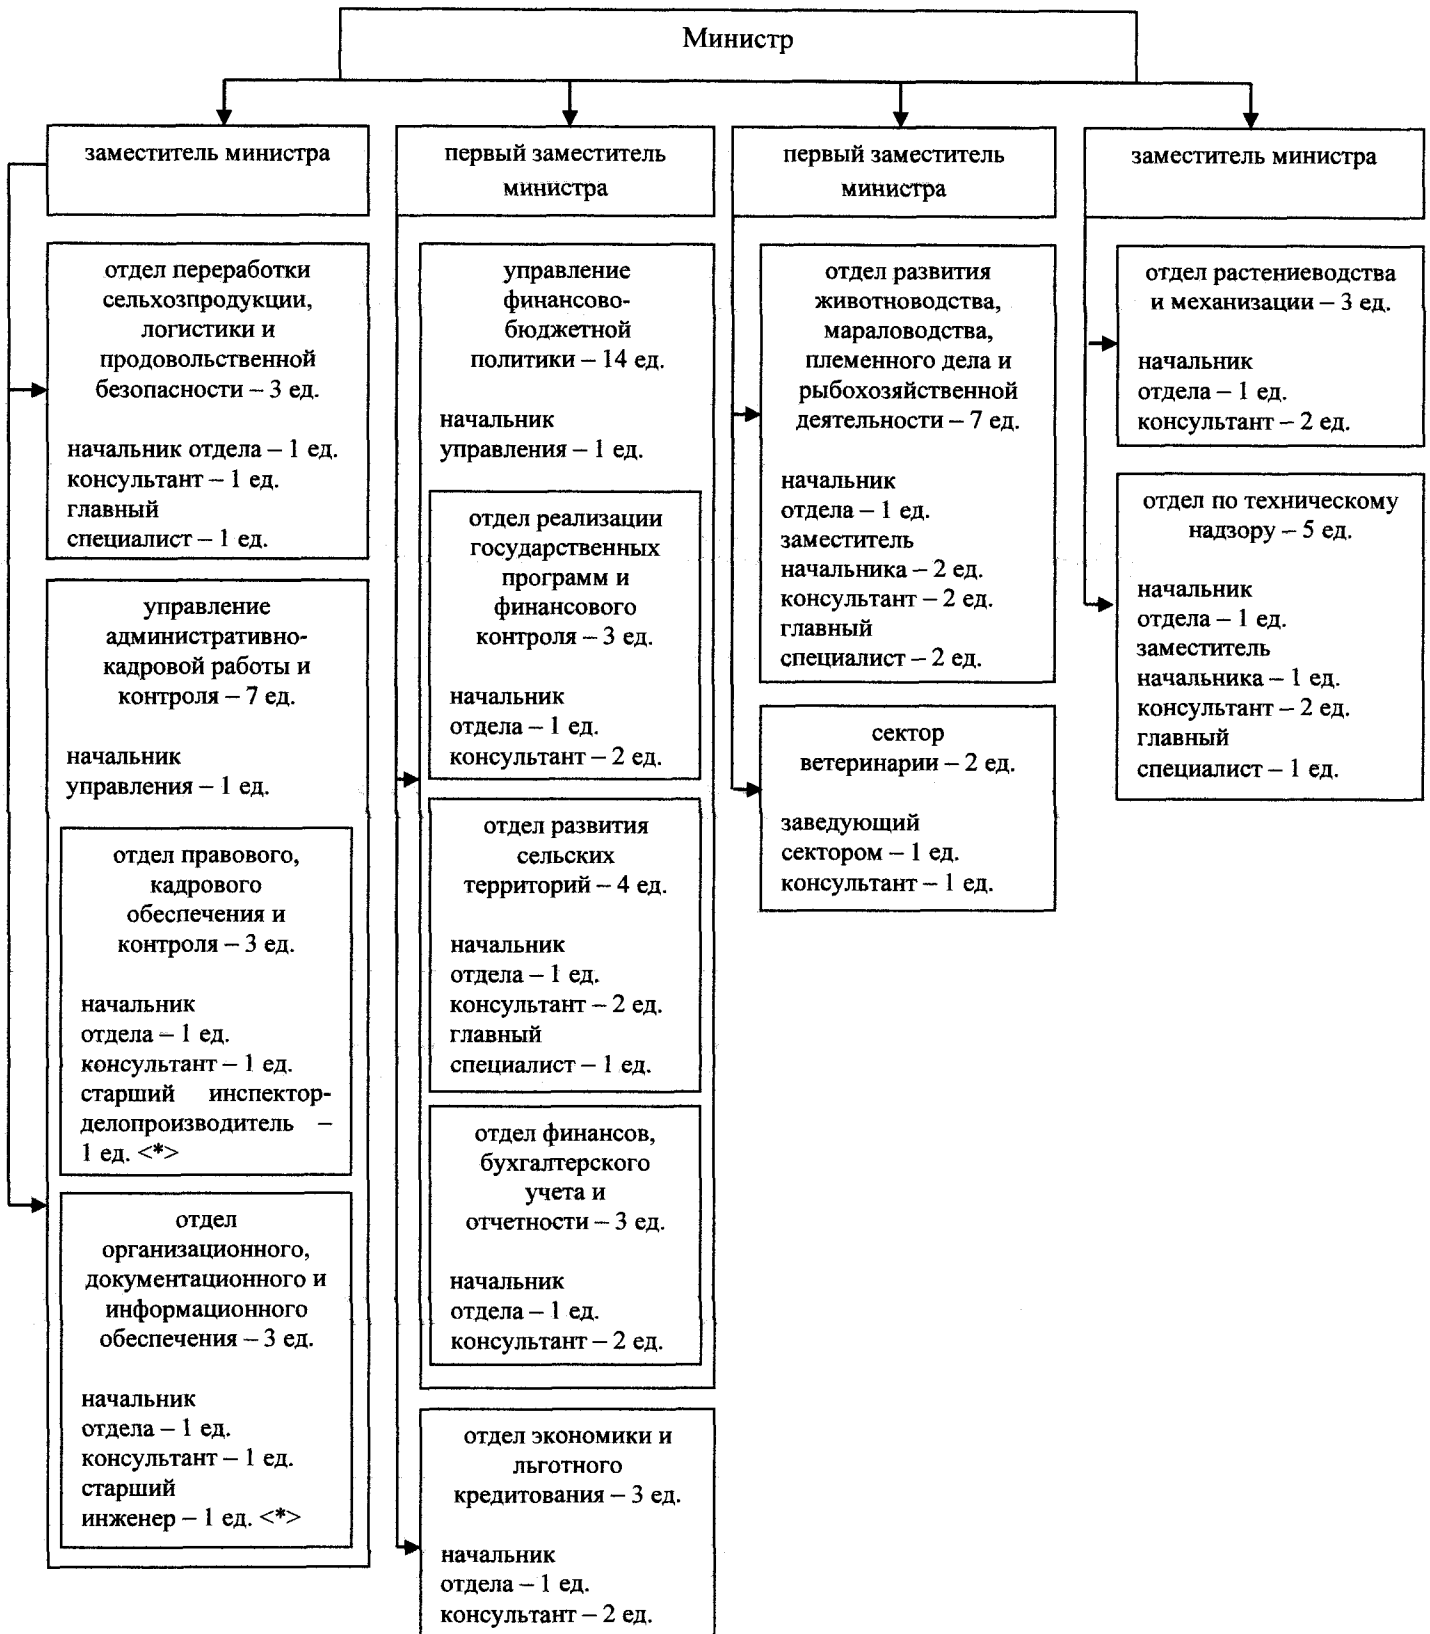 Министр
заместитель министра
отдел переработки
сельхозпродукции,
логистики и
продовольственной
безопасности – 3 ед.
начальник отдела – 1 ед.
консультант – 1 ед.
главный
специалист – 1 ед.
управление
административно-
кадровой работы и
контроля – 7 ед.
начальник
управления – 1 ед.
отдел правового,
кадрового
обеспечения и
контроля – 3 ед.
начальник
отдела – 1 ед.
консультант – 1 ед.
старший инспектор-
делопроизводитель –
1 ед. <*>
отдел
организационного,
документационного и
информационного
обеспечения – 3 ед.
начальник
отдела – 1 ед.
консультант – 1 ед.
старший
инженер – 1 ед. <*>
первый заместитель
министра
управление
финансово-
бюджетной
политики – 14 ед.
начальник
управления – 1 ед.
отдел реализации
государственных
программ и
финансового
контроля – 3 ед.
начальник
отдела – 1 ед.
консультант – 2 ед.
отдел развития
сельских
территорий – 4 ед.
начальник
отдела – 1 ед.
консультант – 2 ед.
главный
специалист – 1 ед.
отдел финансов,
бухгалтерского
учета и
отчетности – 3 ед.
начальник
отдела – 1 ед.
консультант – 2 ед.
отдел экономики и
льготного
кредитования – 3 ед.
начальник
отдела – 1 ед.
консультант – 2 ед.
первый заместитель
министра
отдел развития
животноводства,
мараловодства,
племенного дела и
рыбохозяйственной
деятельности – 7 ед.
начальник
отдела – 1 ед.
заместитель
начальника – 2 ед.
консультант – 2 ед.
главный
специалист – 2 ед.
сектор
ветеринарии – 2 ед.
заведующий
сектором – 1 ед.
консультант – 1 ед.
заместитель министра
отдел растениеводства
и механизации – 3 ед.
начальник
отдела – 1 ед.
консультант – 2 ед.
отдел по техническому
надзору – 5 ед.
начальник
отдела – 1 ед.
заместитель
начальника – 1 ед.
консультант – 2 ед.
главный
специалист – 1 ед.